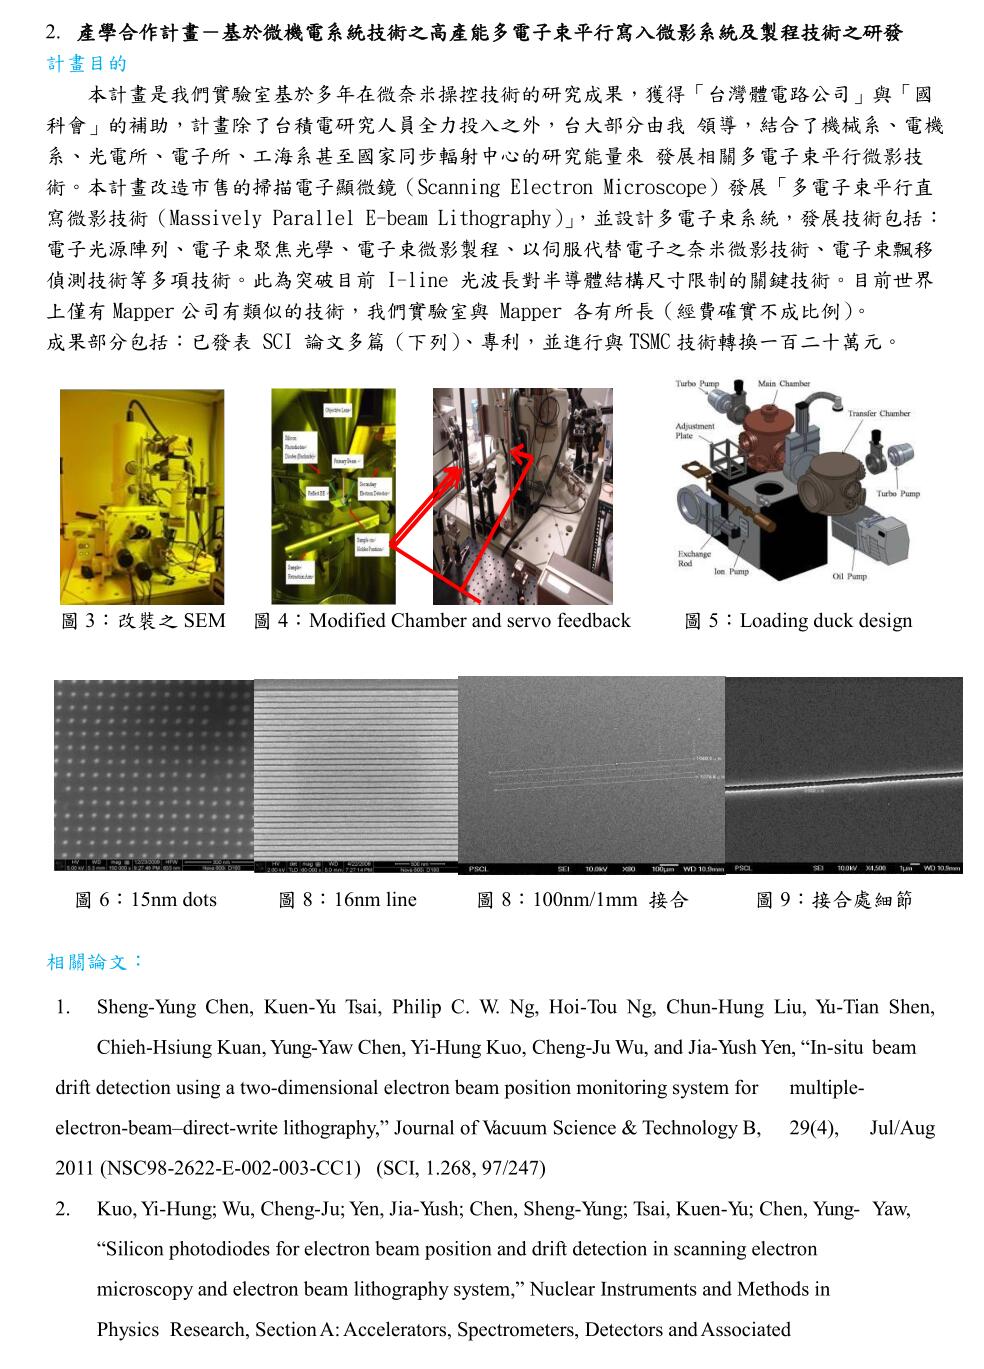 2. 產學合作計畫－基於微機電系統技術之高產能多電子束平行寫入微影系統及製程技術之研發
計畫目的
本計畫是我們實驗室基於多年在微奈米操控技術的研究成果，獲得「台灣體電路公司」與「國
科會」的補助，計畫除了台積電研究人員全力投入之外，台大部分由我 領導，結合了機械系、電機
系、光電所、電子所、工海系甚至國家同步輻射中心的研究能量來 發展相關多電子束平行微影技
術。本計畫改造市售的掃描電子顯微鏡（Scanning Electron Microscope）發展「多電子束平行直
寫微影技術（Massively Parallel E-beam Lithography）」，並設計多電子束系統，發展技術包括：
電子光源陣列、電子束聚焦光學、電子束微影製程、以伺服代替電子之奈米微影技術、電子束飄移
偵測技術等多項技術。此為突破目前 I-line 光波長對半導體結構尺寸限制的關鍵技術。目前世界
上僅有 Mapper 公司有類似的技術，我們實驗室與 Mapper 各有所長（經費確實不成比例）。
成果部分包括：已發表 SCI 論文多篇（下列）、專利，並進行與 TSMC 技術轉換一百二十萬元。
Turbo Pump
Main Chamber
Transfer Chamber
Adjustment
Plate
Turbo Pump
Exchange
Rod
Ion Pump
Oil Pump
Objective Lens
Silicon
Photodiodes
Primary Beam
Secondary
Electron Detector
Reflect BE
Sample on
Sample
圖 3：改裝之 SEM
圖 4：Modified Chamber and servo feedback
圖 5：Loading duck design
PSCL SEI 10.0kV X80 100μm WD 10.9mm
PSCL SEI 10.0kV X4,500 1μm WD 10.9mm
圖 6：15nm dots
圖 8：16nm line
圖 8：100nm/1mm 接合
圖 9：接合處細節
相關論文：
1. Sheng-Yung Chen, Kuen-Yu Tsai, Philip C. W. Ng, Hoi-Tou Ng, Chun-Hung Liu, Yu-Tian Shen,
Chieh-Hsiung Kuan, Yung-Yaw Chen, Yi-Hung Kuo, Cheng-Ju Wu, and Jia-Yush Yen, “In-situ beam
drift detection using a two-dimensional electron beam position monitoring system for multiple-
electron-beam–direct-write lithography,” Journal of Vacuum Science & Technology B, 29(4), Jul/Aug
2011 (NSC98-2622-E-002-003-CC1) (SCI, 1.268, 97/247)
2. Kuo, Yi-Hung; Wu, Cheng-Ju; Yen, Jia-Yush; Chen, Sheng-Yung; Tsai, Kuen-Yu; Chen, Yung- Yaw,
“Silicon photodiodes for electron beam position and drift detection in scanning electron
microscopy and electron beam lithography system,” Nuclear Instruments and Methods in
Physics Research, Section A: Accelerators, Spectrometers, Detectors and Associated